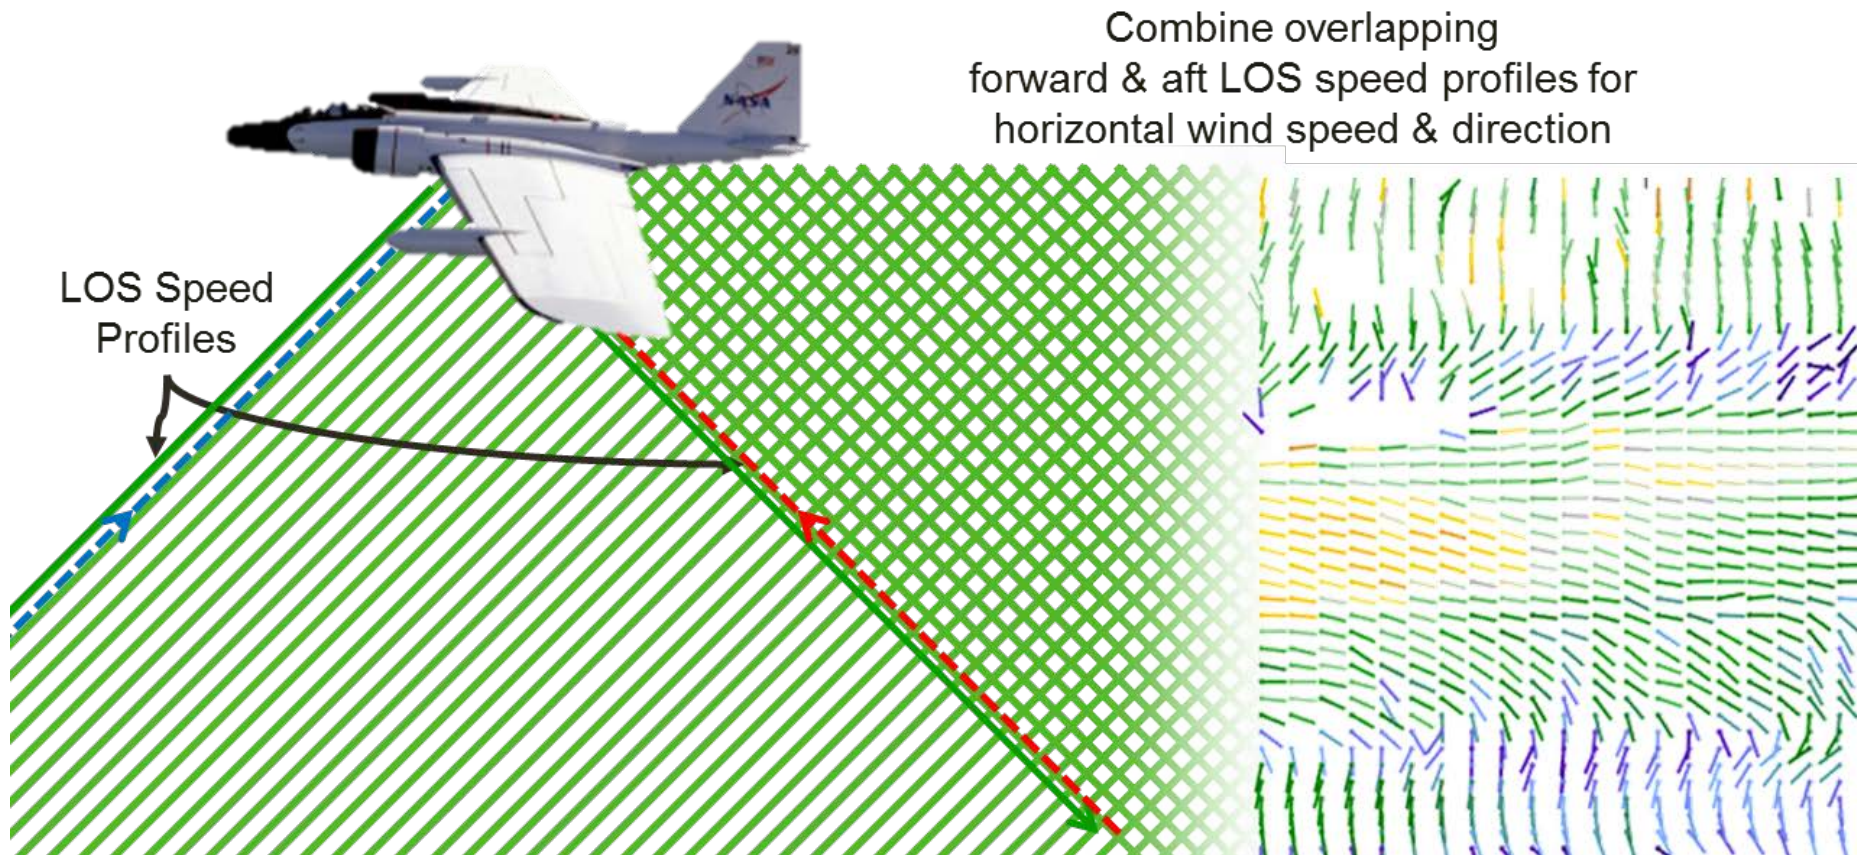 Combine overlapping
forward & aft LOS speed profiles for
horizontal wind speed & direction
NASA
LOS Speed
Profiles